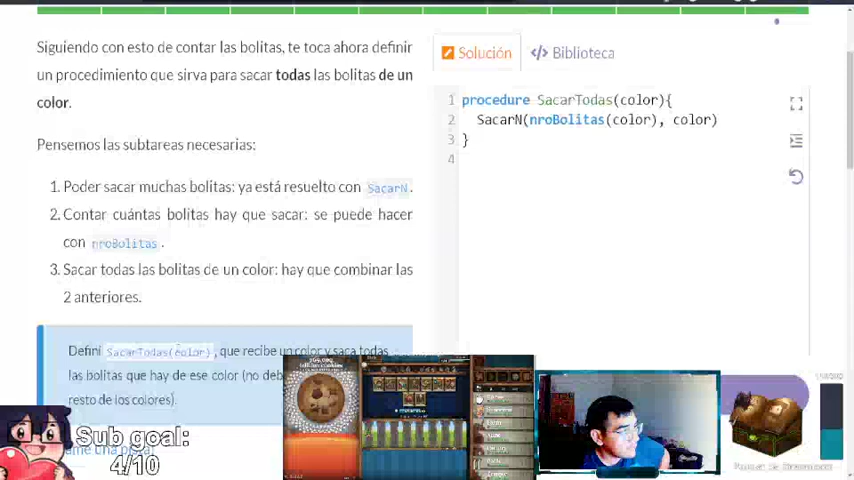 Siguiendo con esto de contar las bolitas, te toca ahora definir
un procedimiento que sirva para sacar todas las bolitas de un
color.
Pensemos las subtareas necesarias:
1. Poder sacar muchas bolitas: ya está resuelto con SacarN.
2. Contar cuántas bolitas hay que sacar: se puede hacer
con nroBolitas.
3. Sacar todas las bolitas de un color: hay que combinar las
2 anteriores.
Definí SacarTodas(color), que recibe un color y saca todas
las bolitas que hay de ese color (no deb
resto de los colores).
Sub goal:
4/10
Solución
</> Biblioteca
1 procedure SacarTodas(color){
2 SacarN(nroBolitas(color), color)
3 }
4